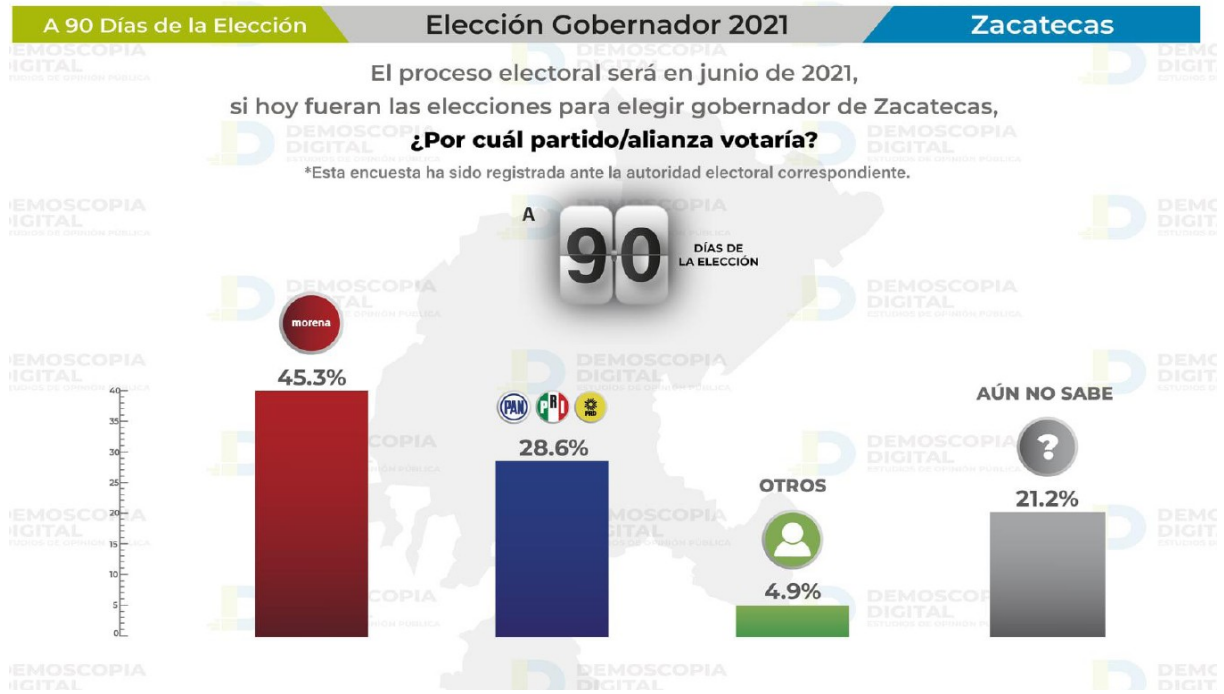 A 90 Días de la Elección
Elección Gobernador 2021
Zacatecas
El proceso electoral será en junio de 2021,
si hoy fueran las elecciones para elegir gobernador de Zacatecas,
¿Por cuál partido/alianza votaría?
*Esta encuesta ha sido registrada ante la autoridad electoral correspondiente.
A
90
DÍAS DE
LA ELECCIÓN
morena
45.3%
PAN
PRI
PRD
28.6%
OTROS
4.9%
AÚN NO SABE
?
21.2%
40
35
30
25
20
15
10
5
0
DEMOSCOPIA
DIGITAL
ESTUDIOS DE OPINIÓN PÚBLICA